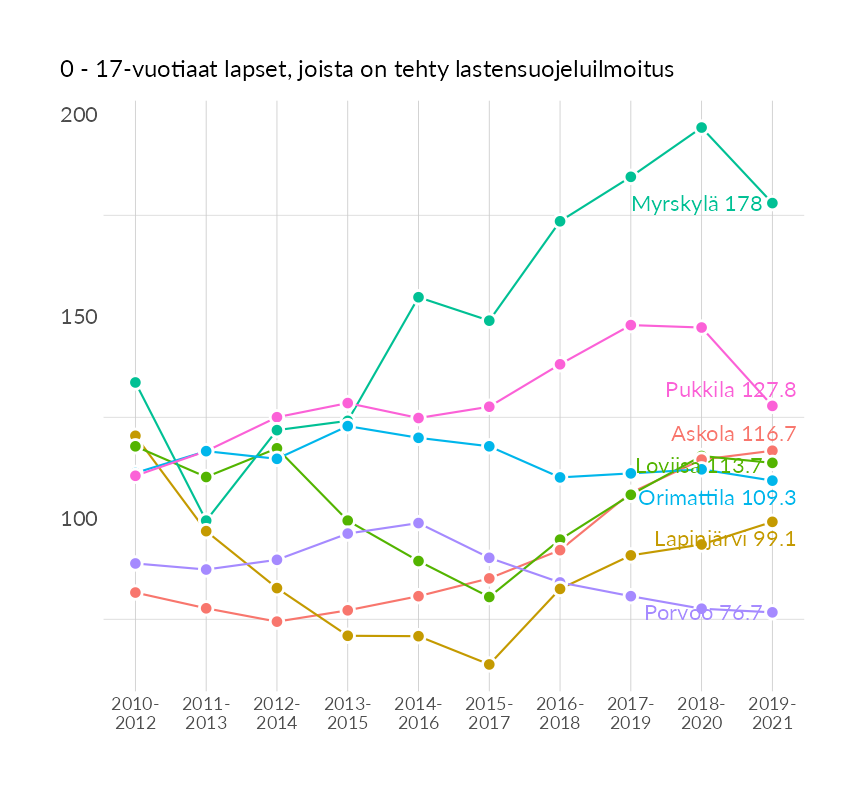 0 - 17-vuotiaat lapset, joista on tehty lastensuojeluilmoitus
200
Myrskylä 178
150
Pukkila 127.8
Askola 116.7
Loviisa 113.7
Orimattila 109.3
100
Lapinjärvi 99.1
Porvoo 76.7
2010-2012 2011-2013 2012-2014 2013-2015 2014-2016 2015-2017 2016-2018 2017-2019 2018-2020 2019-2021